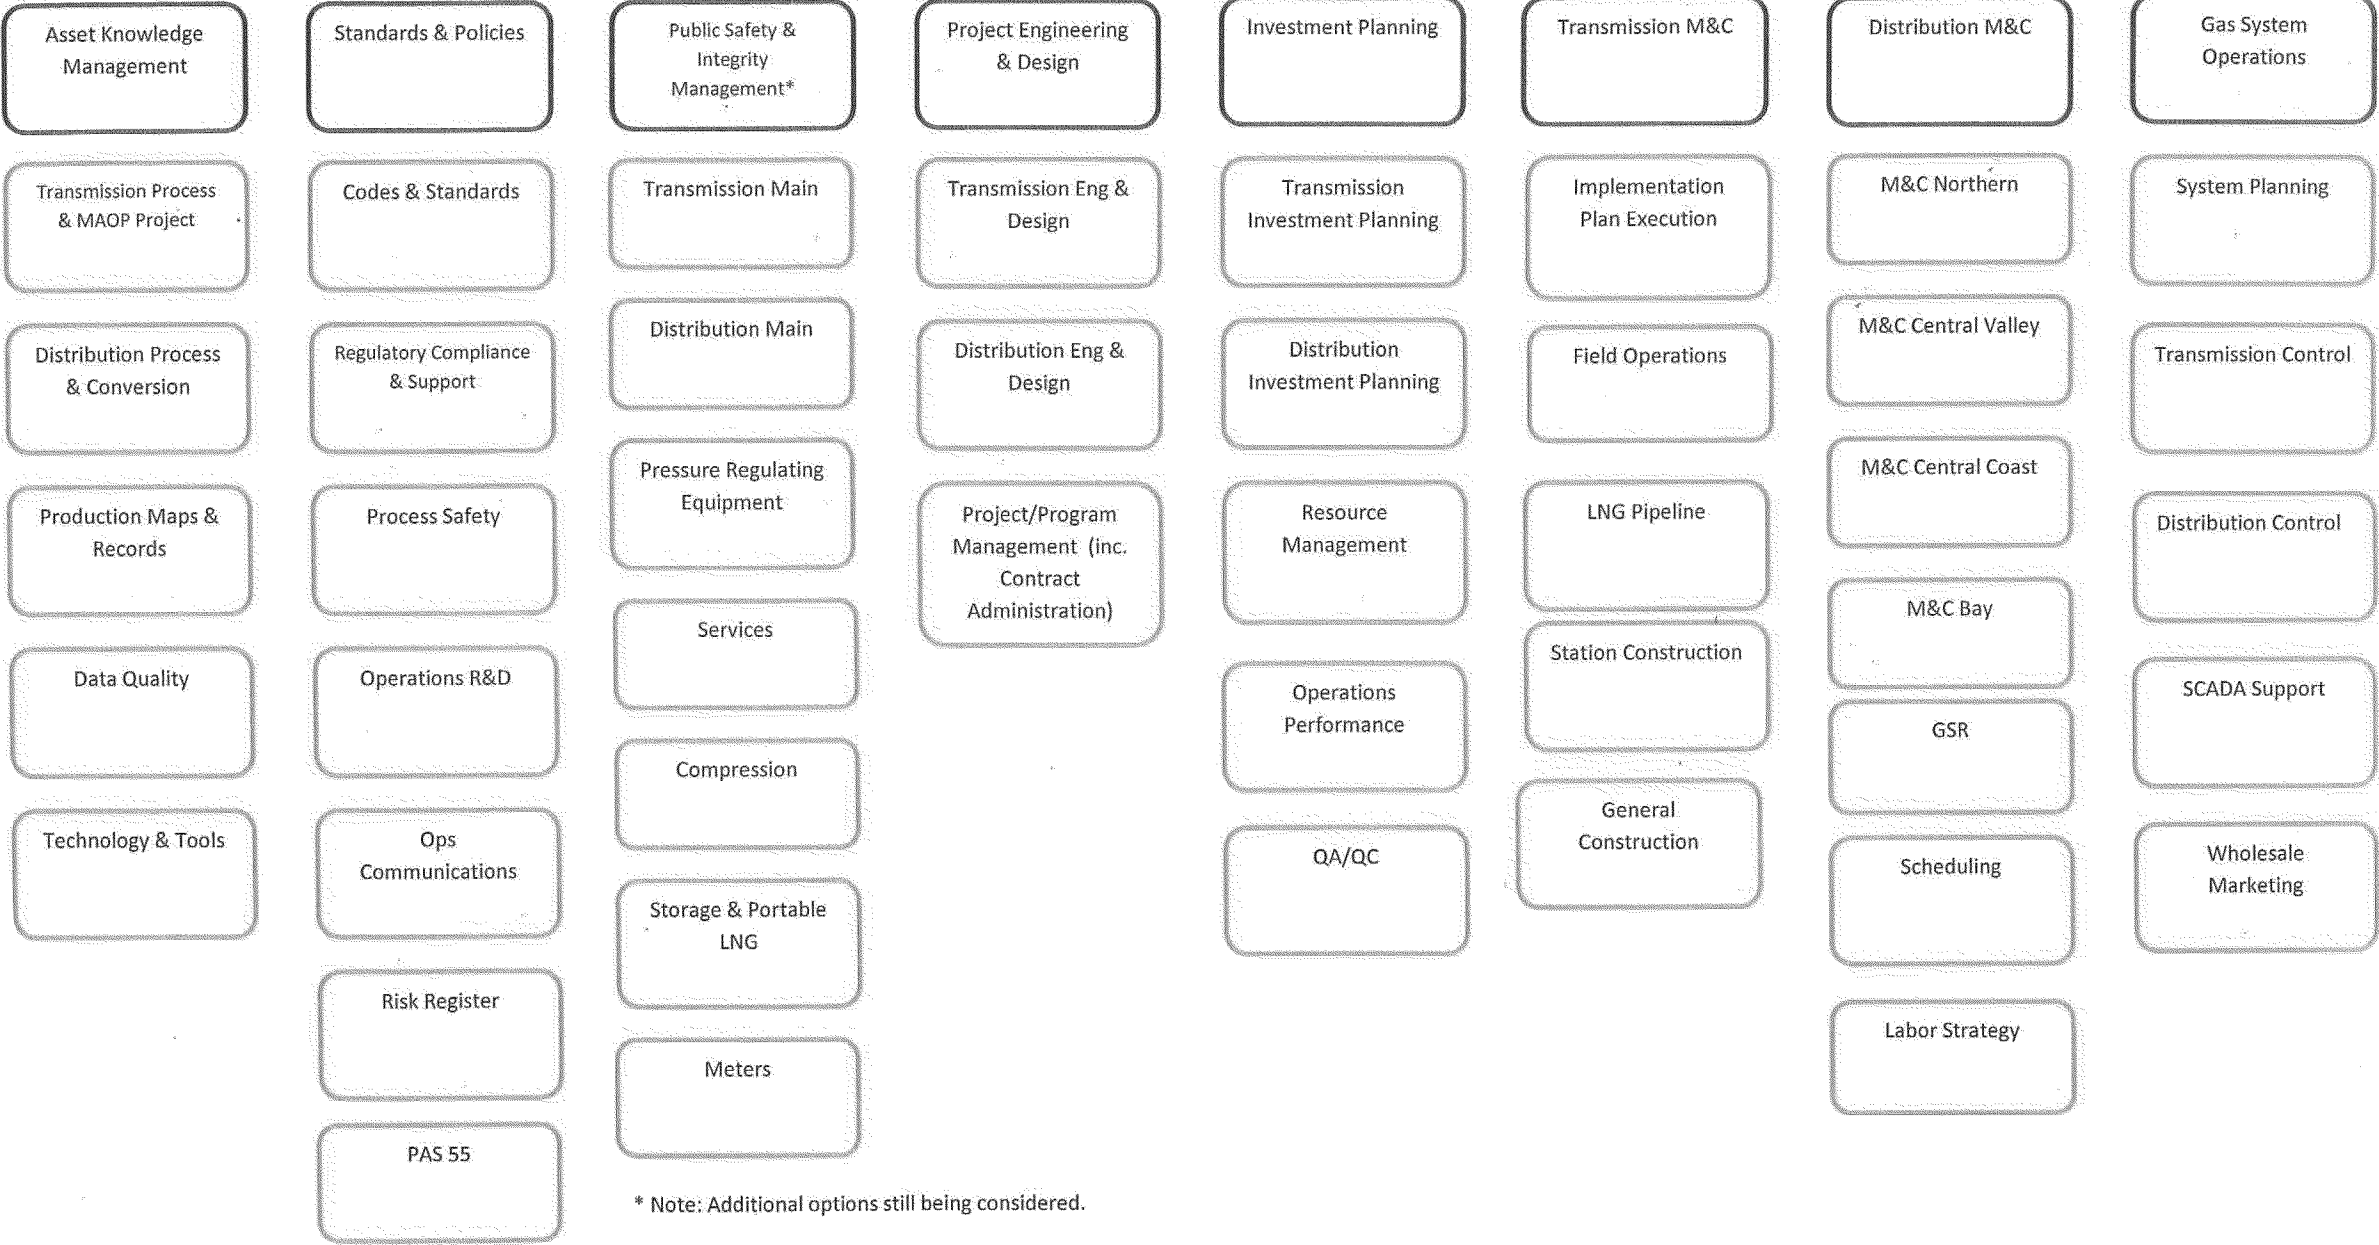 Asset Knowledge
Management
Transmission Process
& MAOP Project
Distribution Process
& Conversion
Production Maps &
Records
Data Quality
Technology & Tools
Standards & Policies
Codes & Standards
Regulatory Compliance
& Support
Process Safety
Operations R&D
Ops
Communications
Risk Register
PAS 55
Public Safety &
Integrity
Management*
Transmission Main
Distribution Main
Pressure Regulating
Equipment
Services
Compression
Storage & Portable
LNG
Meters
Project Engineering
& Design
Transmission Eng &
Design
Distribution Eng &
Design
Project/Program
Management (inc.
Contract
Administration)
Investment Planning
Transmission
Investment Planning
Distribution
Investment Planning
Resource
Management
Operations
Performance
QA/QC
Transmission M&C
Implementation
Plan Execution
Field Operations
LNG Pipeline
Station Construction
General
Construction
Distribution M&C
M&C Northern
M&C Central Valley
M&C Central Coast
M&C Bay
GSR
Scheduling
Labor Strategy
Gas System
Operations
System Planning
Transmission Control
Distribution Control
SCADA Support
Wholesale
Marketing
* Note: Additional options still being considered.